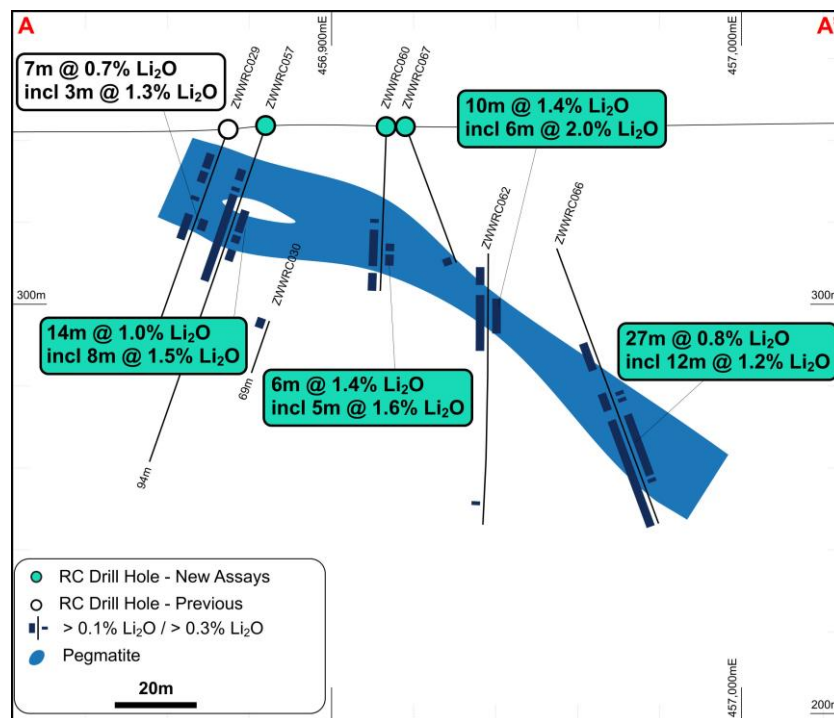 A
A'
456,900mE
457,000mE
ZWWRC029
ZWWRC057
ZWWRC060
ZWWRC067
7m @ 0.7% Li₂O
incl 3m @ 1.3% Li₂O
10m @ 1.4% Li₂O
incl 6m @ 2.0% Li₂O
ZWWRC062
ZWWRC066
ZWWRC030
300m
300m
14m @ 1.0% Li₂O
incl 8m @ 1.5% Li₂O
27m @ 0.8% Li₂O
incl 12m @ 1.2% Li₂O
6m @ 1.4% Li₂O
incl 5m @ 1.6% Li₂O
69m
94m
RC Drill Hole - New Assays
RC Drill Hole - Previous
> 0.1% Li₂O / > 0.3% Li₂O
Pegmatite
20m
457,000mE
200m